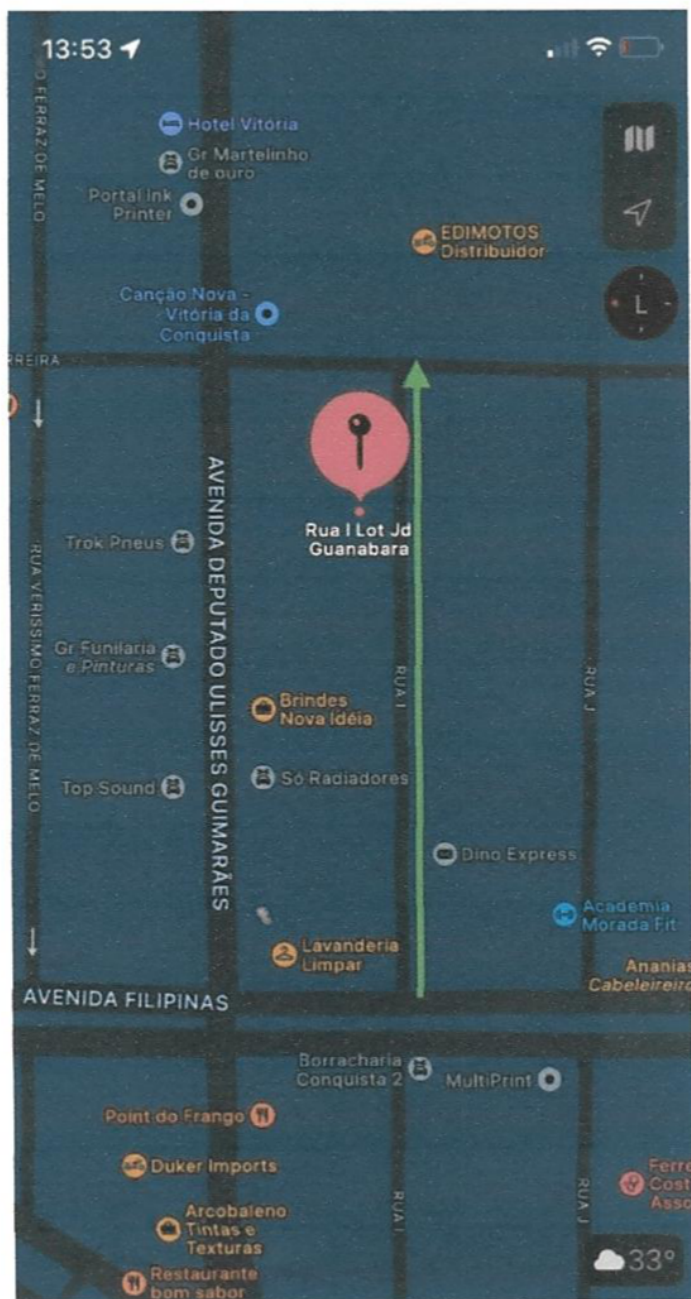 13:53
O FERRAZ DE MELO
Hotel Vitória
Gr Martelinho
de ouro
Portal Ink
Printer
EDIMOTOS
Distribuidor
Canção Nova -
Vitória da
Conquista
L
RREIRA
Rua I Lot Jd
Guanabara
AVENIDA DEPUTADO ULISSES GUIMARÃES
Trok Pneus
RUA VERISSIMO FERRAZ DE MELO
Gr Funilaria
e Pinturas
RUA I
RUA J
Brindes
Nova Idéia
Top Sound
Só Radiadores
Dino Express
Academia
Morada Fit
Lavanderia
Limpar
Ananias
Cabeleireiro
AVENIDA FILIPINAS
Borracharia
Conquista 2
MultiPrint
Point do Frango
Duker Imports
Ferre
Cost
Asso
Arcobaleno
Tintas e
Texturas
RUA I
RUA J
33°
Restaurante
bom sabor